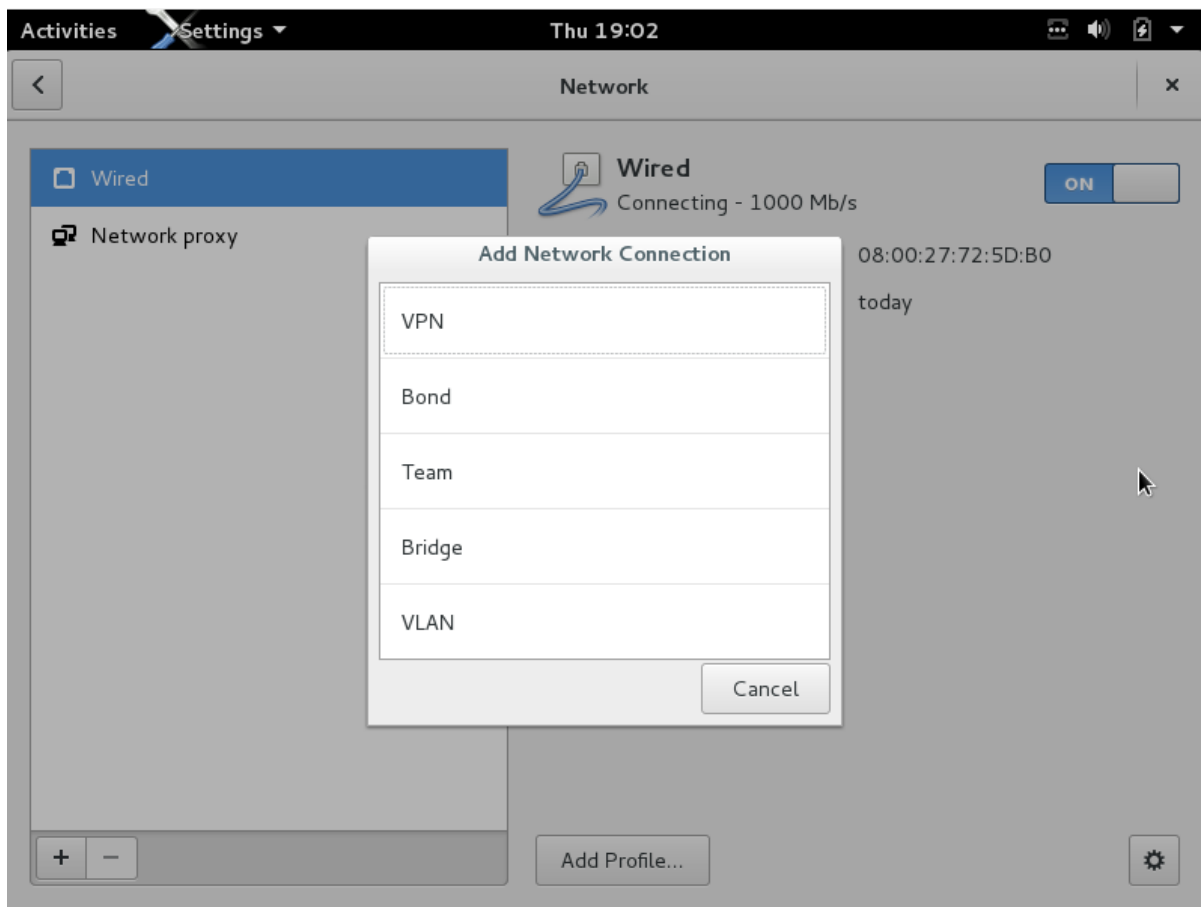 Activities Settings Thu 19:02
Network
Wired
Network proxy
Wired
Connecting - 1000 Mb/s
ON
08:00:27:72:5D:B0
today
Add Network Connection
VPN
Bond
Team
Bridge
VLAN
Cancel
Add Profile...